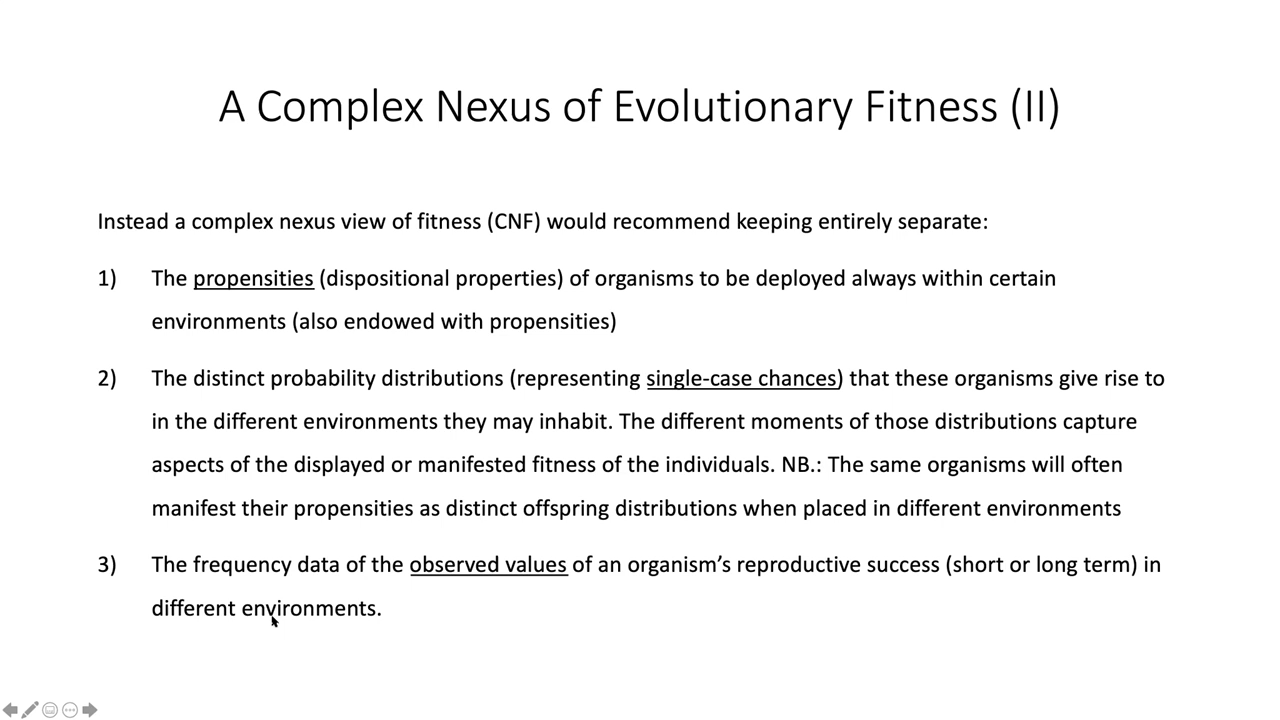 A Complex Nexus of Evolutionary Fitness (II)
Instead a complex nexus view of fitness (CNF) would recommend keeping entirely separate:
1) The propensities (dispositional properties) of organisms to be deployed always within certain
environments (also endowed with propensities)
2) The distinct probability distributions (representing single-case chances) that these organisms give rise to
in the different environments they may inhabit. The different moments of those distributions capture
aspects of the displayed or manifested fitness of the individuals. NB.: The same organisms will often
manifest their propensities as distinct offspring distributions when placed in different environments
3) The frequency data of the observed values of an organism’s reproductive success (short or long term) in
different environments.